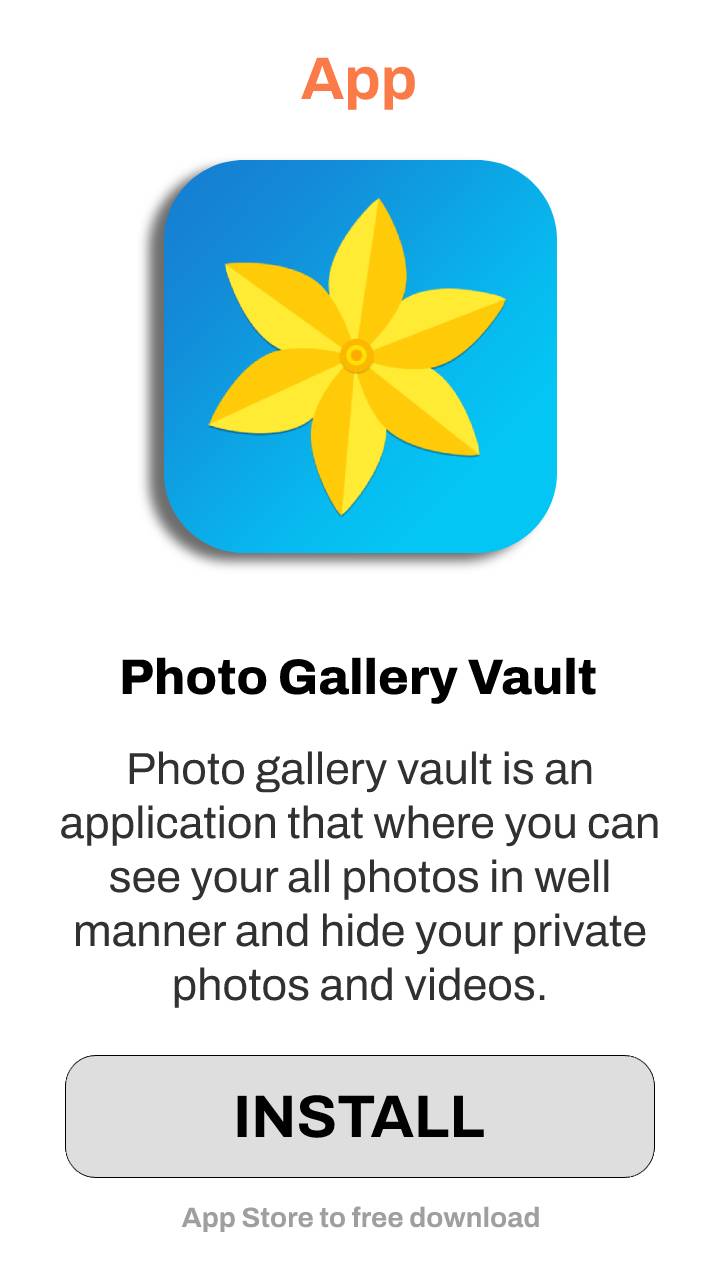 App
Photo Gallery Vault
Photo gallery vault is an
application that where you can
see your all photos in well
manner and hide your private
photos and videos.
INSTALL
App Store to free download